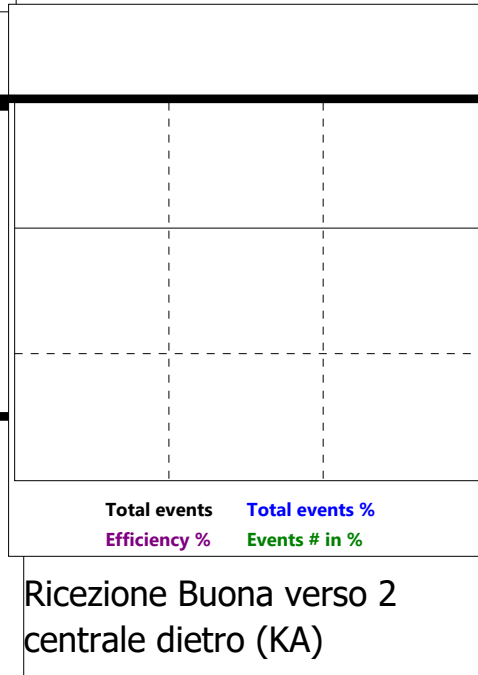 Total events Total events %
Efficiency % Events # in %
Ricezione Buona verso 2
centrale dietro (KA)